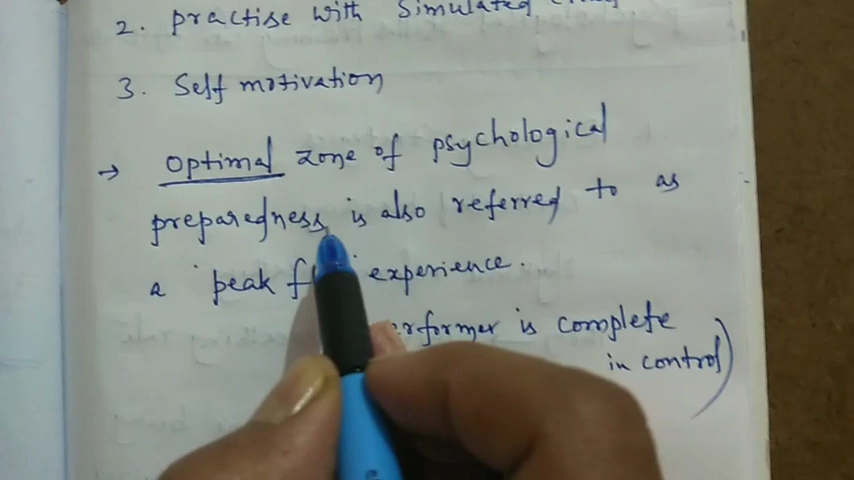 2. practise with simulated
3. Self motivation
→ Optimal zone of psychological
preparedness is also referred to as
a 'peak experience.
is complete
in control)